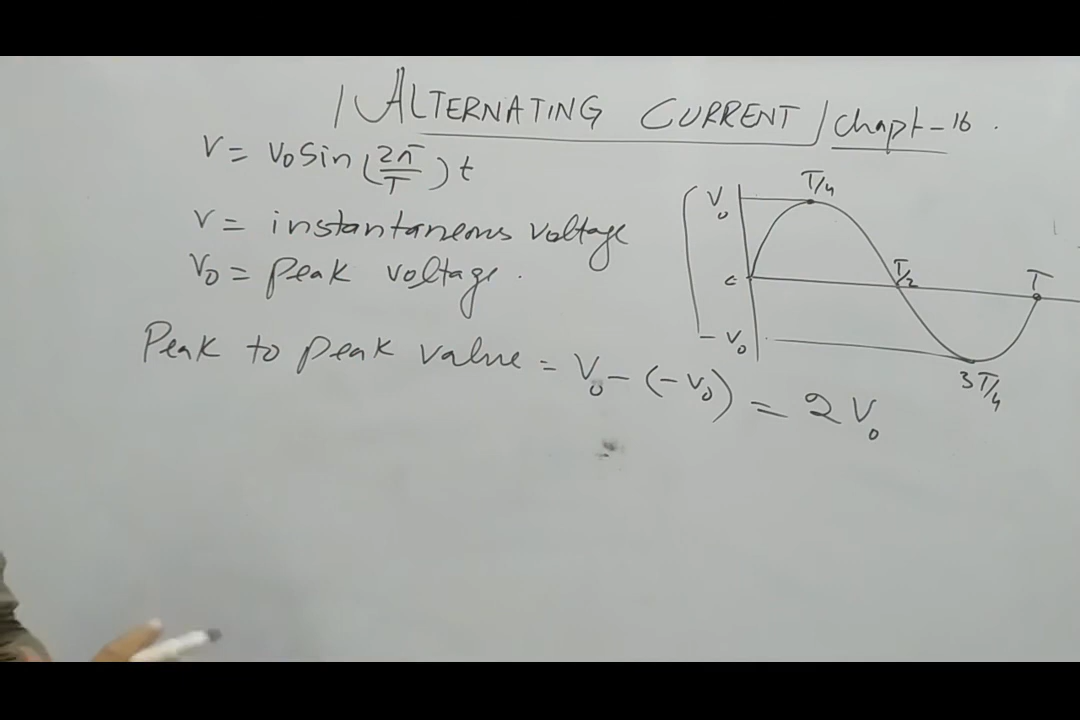 ALTERNATING CURRENT / chapt-16.
V = V₀ Sin (2π/T) t
V = instantaneous voltage
V₀ = peak voltage.
Peak to peak value = V₀ - (-V₀) = 2V₀
T/4
V₀
T/2
T
- V₀
3T/4